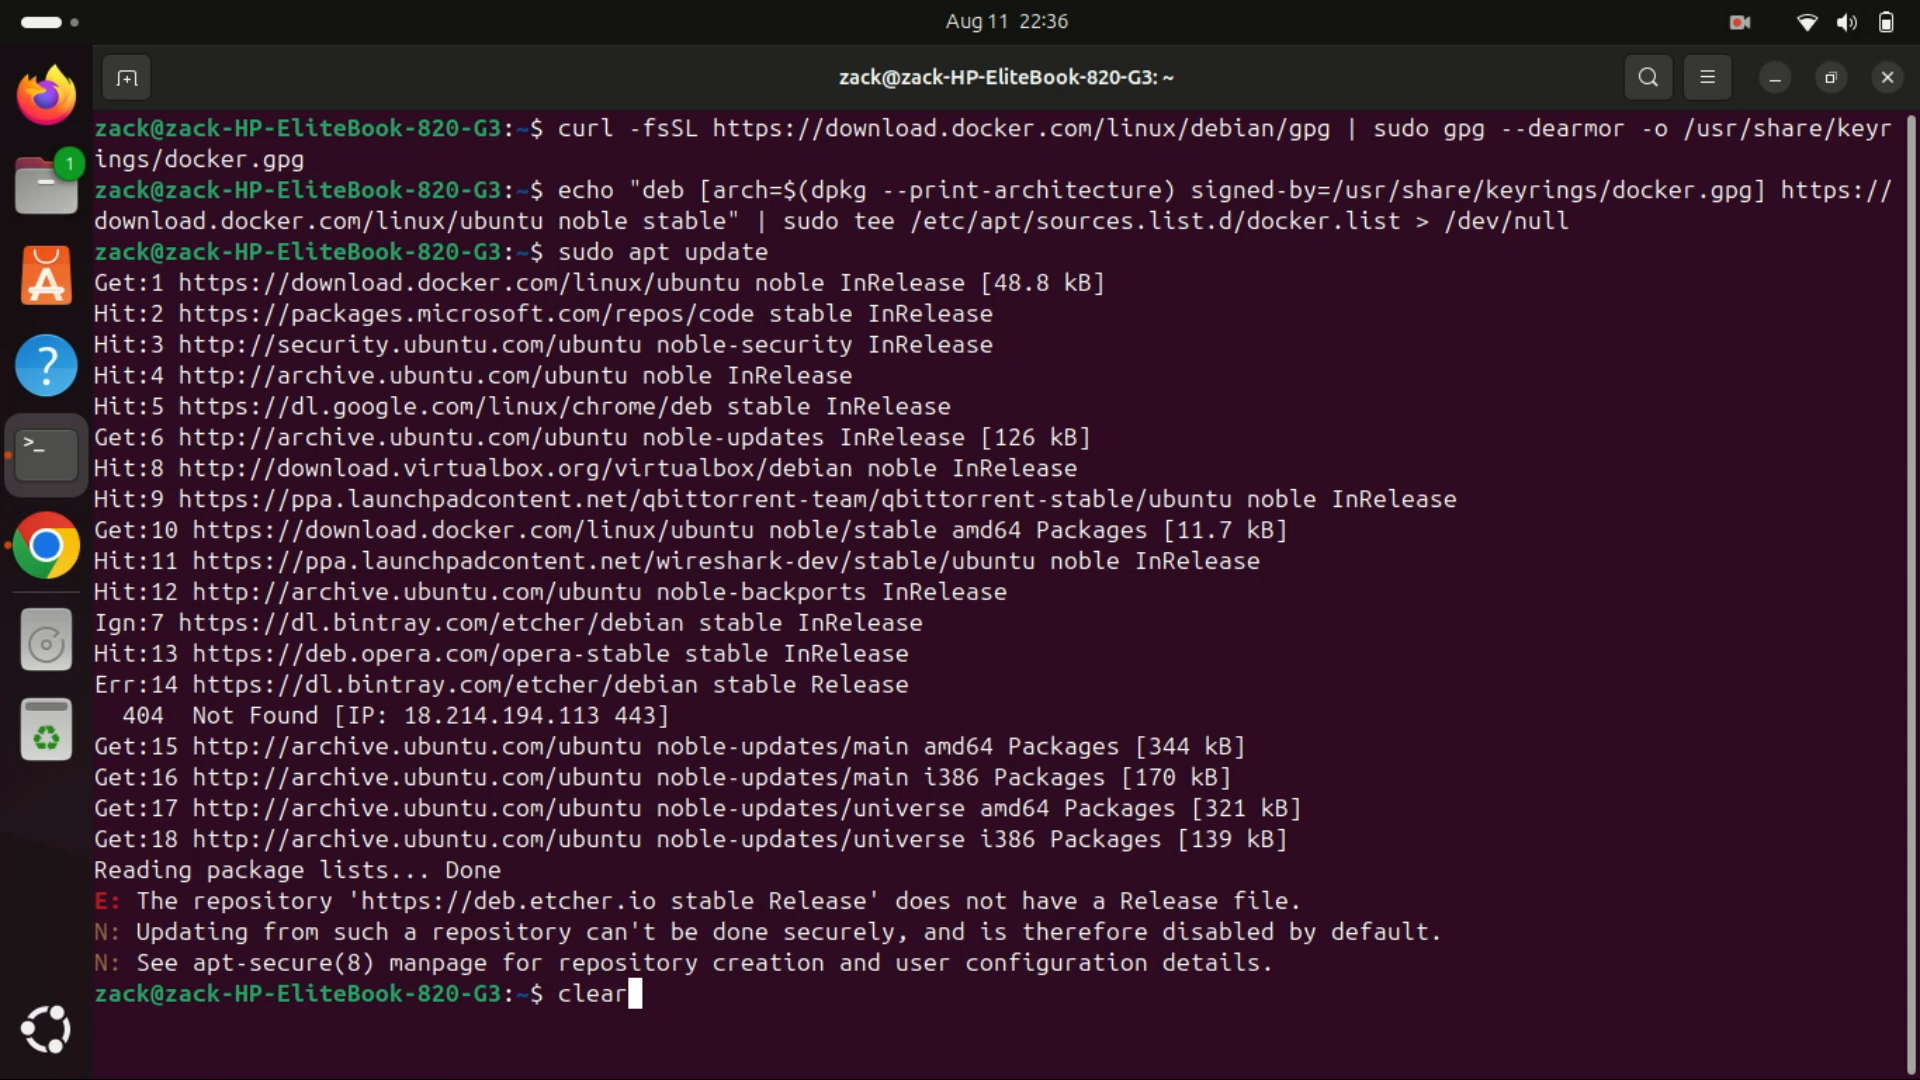 Aug 11 22:36
zack@zack-HP-EliteBook-820-G3: ~
1
zack@zack-HP-EliteBook-820-G3:~$ curl -fsSL https://download.docker.com/linux/debian/gpg | sudo gpg --dearmor -o /usr/share/keyr
ings/docker.gpg
zack@zack-HP-EliteBook-820-G3:~$ echo "deb [arch=$(dpkg --print-architecture) signed-by=/usr/share/keyrings/docker.gpg] https://
download.docker.com/linux/ubuntu noble stable" | sudo tee /etc/apt/sources.list.d/docker.list > /dev/null
zack@zack-HP-EliteBook-820-G3:~$ sudo apt update
Get:1 https://download.docker.com/linux/ubuntu noble InRelease [48.8 kB]
Hit:2 https://packages.microsoft.com/repos/code stable InRelease
Hit:3 http://security.ubuntu.com/ubuntu noble-security InRelease
Hit:4 http://archive.ubuntu.com/ubuntu noble InRelease
Hit:5 https://dl.google.com/linux/chrome/deb stable InRelease
Get:6 http://archive.ubuntu.com/ubuntu noble-updates InRelease [126 kB]
Hit:8 http://download.virtualbox.org/virtualbox/debian noble InRelease
Hit:9 https://ppa.launchpadcontent.net/qbittorrent-team/qbittorrent-stable/ubuntu noble InRelease
Get:10 https://download.docker.com/linux/ubuntu noble/stable amd64 Packages [11.7 kB]
Hit:11 https://ppa.launchpadcontent.net/wireshark-dev/stable/ubuntu noble InRelease
Hit:12 http://archive.ubuntu.com/ubuntu noble-backports InRelease
Ign:7 https://dl.bintray.com/etcher/debian stable InRelease
Hit:13 https://deb.opera.com/opera-stable stable InRelease
Err:14 https://dl.bintray.com/etcher/debian stable Release
  404  Not Found [IP: 18.214.194.113 443]
Get:15 http://archive.ubuntu.com/ubuntu noble-updates/main amd64 Packages [344 kB]
Get:16 http://archive.ubuntu.com/ubuntu noble-updates/main i386 Packages [170 kB]
Get:17 http://archive.ubuntu.com/ubuntu noble-updates/universe amd64 Packages [321 kB]
Get:18 http://archive.ubuntu.com/ubuntu noble-updates/universe i386 Packages [139 kB]
Reading package lists... Done
E: The repository 'https://deb.etcher.io stable Release' does not have a Release file.
N: Updating from such a repository can't be done securely, and is therefore disabled by default.
N: See apt-secure(8) manpage for repository creation and user configuration details.
zack@zack-HP-EliteBook-820-G3:~$ clear